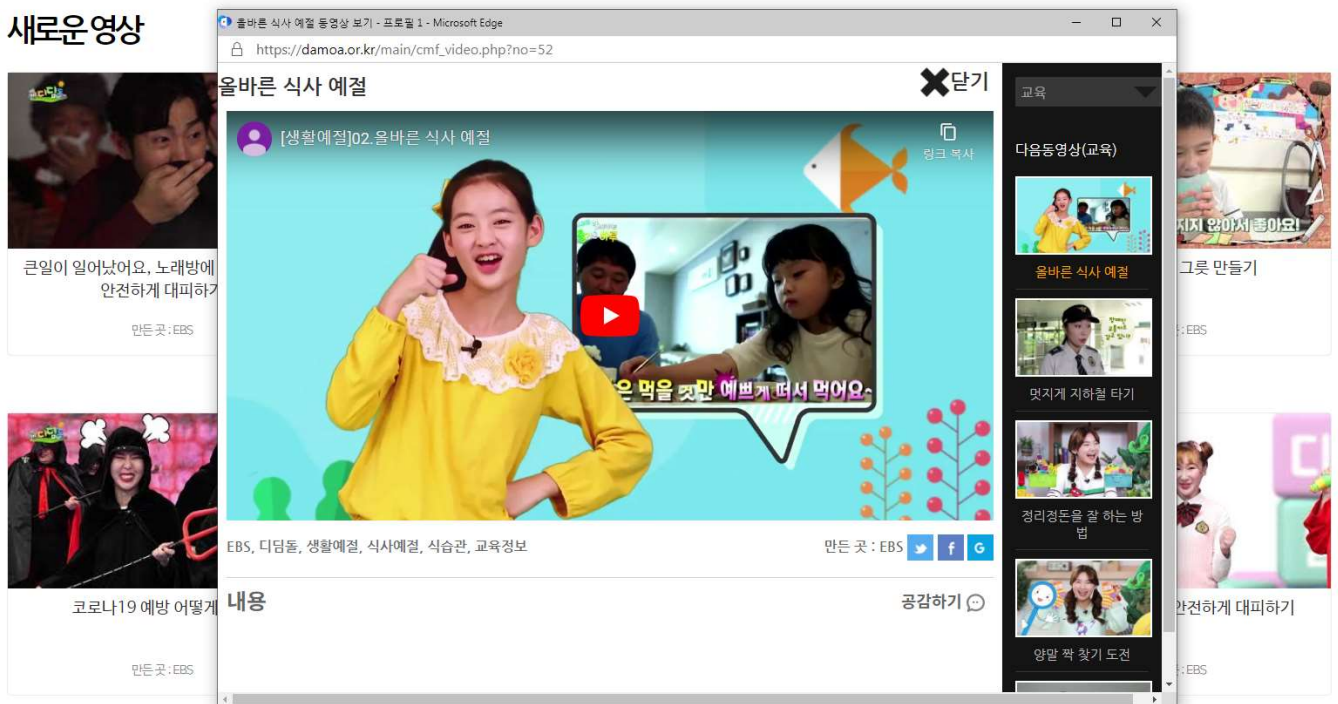 새로운 영상
올바른 식사 예절 동영상 보기 - 프로필 1 - Microsoft Edge
https://damoa.or.kr/main/cmf_video.php?no=52
올바른 식사 예절
닫기
[생활예절]02.올바른 식사 예절
링크 복사
은 먹을 것만 예쁘게 떠서 먹어요~
EBS, 디딤돌, 생활예절, 식사예절, 식습관, 교육정보
만든 곳 : EBS
f
G
내용
공감하기
교육
다음동영상(교육)
올바른 식사 예절
멋지게 지하철 타기
정리정돈을 잘 하는 방
법
양말 짝 찾기 도전
큰일이 일어났어요, 노래방에
안전하게 대피하기
만든 곳 : EBS
지지 않아서 좋아요!
그릇 만들기
: EBS
코로나19 예방 어떻게
만든 곳 : EBS
안전하게 대피하기
: EBS